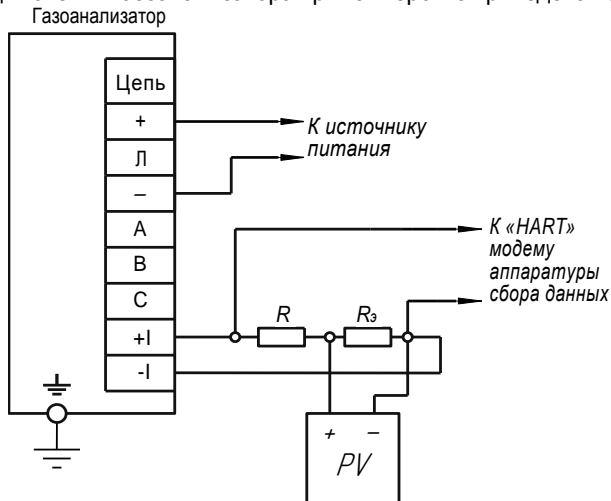 Газоанализатор
Цепь
+
Л
–
А
В
С
+I
-I
К источнику
питания
К «HART»
модему
аппаратуры
сбора данных
R
Rэ
+ –
PV